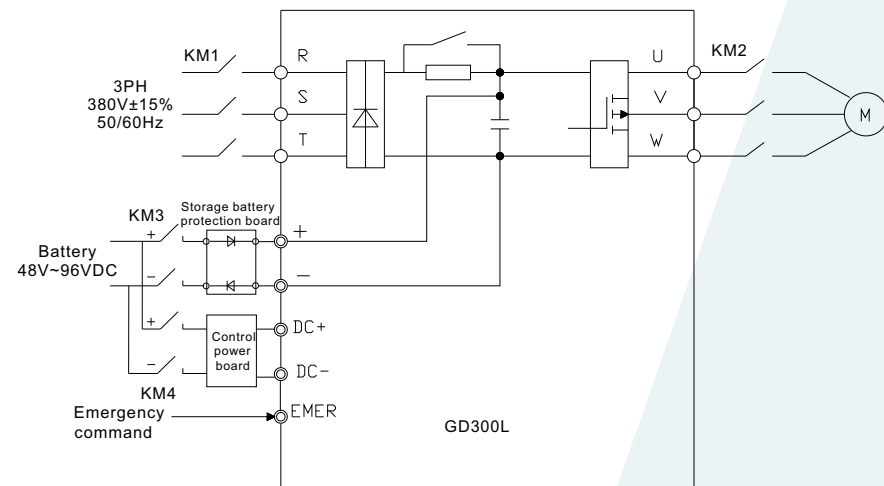 KM1
R
3PH
380V±15%
50/60Hz
S
T
U
V
W
KM2
M
KM3
Storage battery
protection board
+
+
Battery
48V~96VDC
−
−
+
Control
power
board
DC+
−
DC−
KM4
Emergency
command
EMER
GD300L